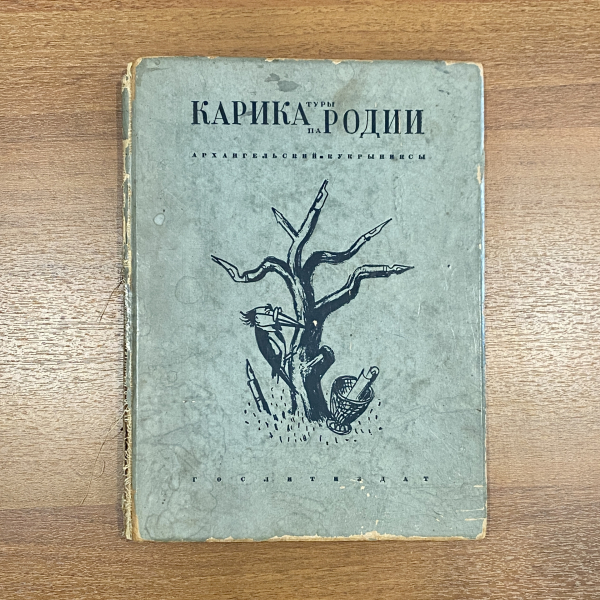 КАРИКАТУРЫ
ПАРОДИИ
АРХАНГЕЛЬСКИЙ • КУКРЫНИКСЫ
ГОСЛИТИЗДАТ